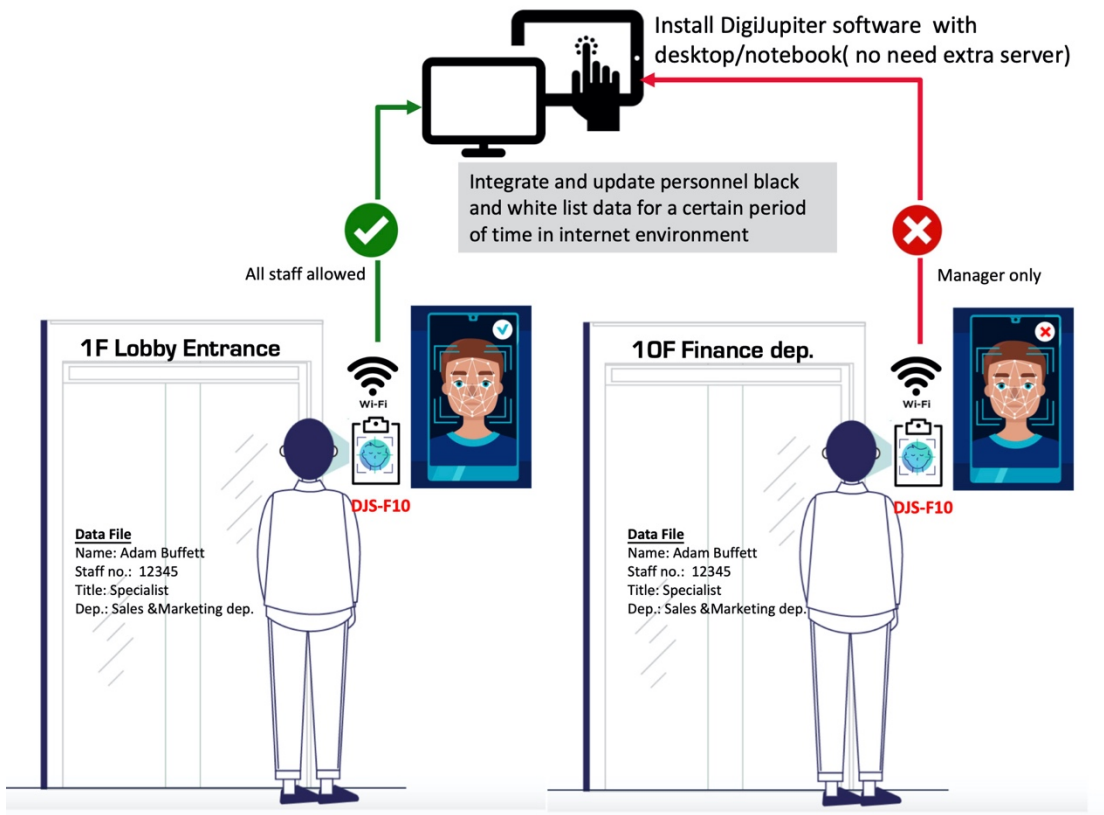 Install DigiJupiter software with
desktop/notebook( no need extra server)
Integrate and update personnel black
and white list data for a certain period
of time in internet environment
All staff allowed
Manager only
1F Lobby Entrance
Wi-Fi
DJS-F10
Data File
Name: Adam Buffett
Staff no.: 12345
Title: Specialist
Dep.: Sales &Marketing dep.
10F Finance dep.
Wi-Fi
DJS-F10
Data File
Name: Adam Buffett
Staff no.: 12345
Title: Specialist
Dep.: Sales &Marketing dep.